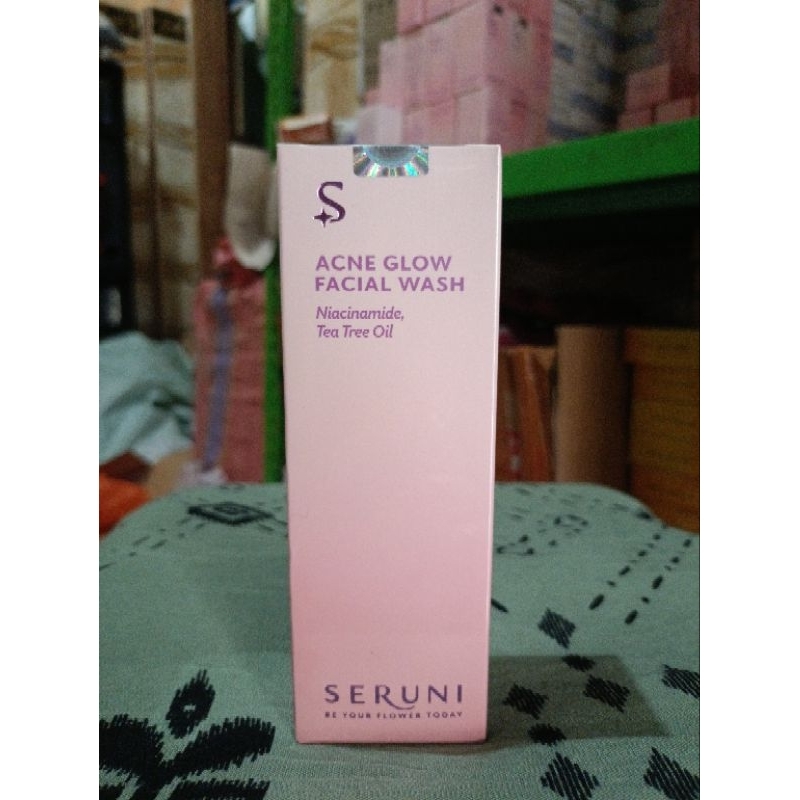 S
ACNE GLOW
FACIAL WASH
Niacinamide,
Tea Tree Oil
SERUNI
BE YOUR FLOWER TODAY